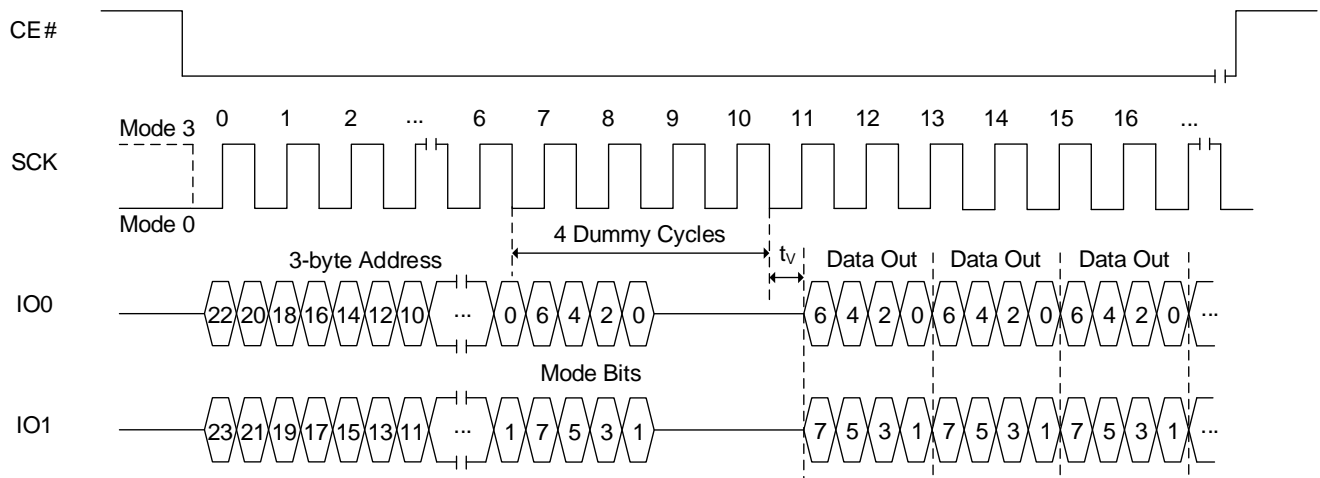 CE#
0 1 2 ... 6 7 8 9 10 11 12 13 14 15 16 ...
Mode 3
SCK
Mode 0
4 Dummy Cycles
3-byte Address
tV
Data Out Data Out Data Out
IO0
22 20 18 16 14 12 10 ... 0 6 4 2 0 6 4 2 0 6 4 2 0 6 4 2 0 ...
Mode Bits
IO1
23 21 19 17 15 13 11 ... 1 7 5 3 1 7 5 3 1 7 5 3 1 7 5 3 1 ...